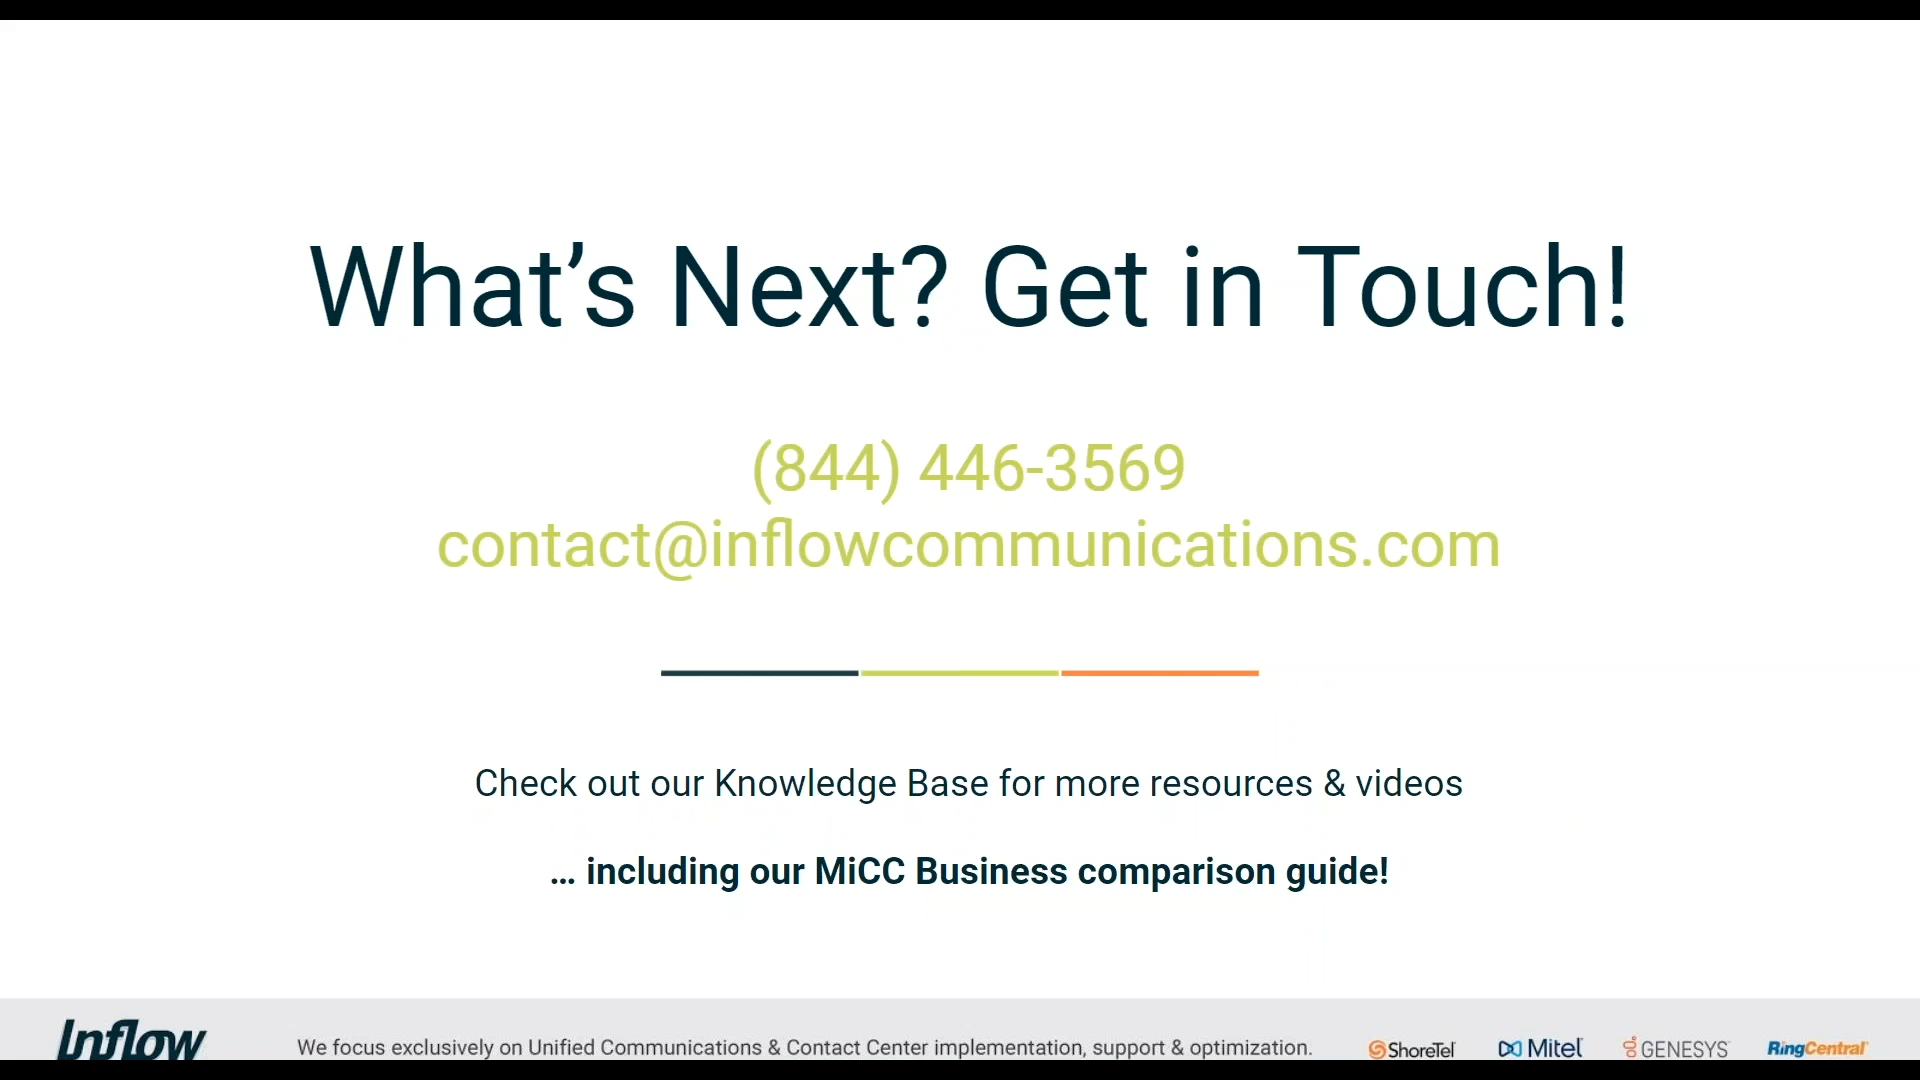 What’s Next? Get in Touch!
(844) 446-3569
contact@inflowcommunications.com
Check out our Knowledge Base for more resources & videos
... including our MiCC Business comparison guide!
Inflow
We focus exclusively on Unified Communications & Contact Center implementation, support & optimization.
ShoreTel
Mitel
GENESYS
RingCentral